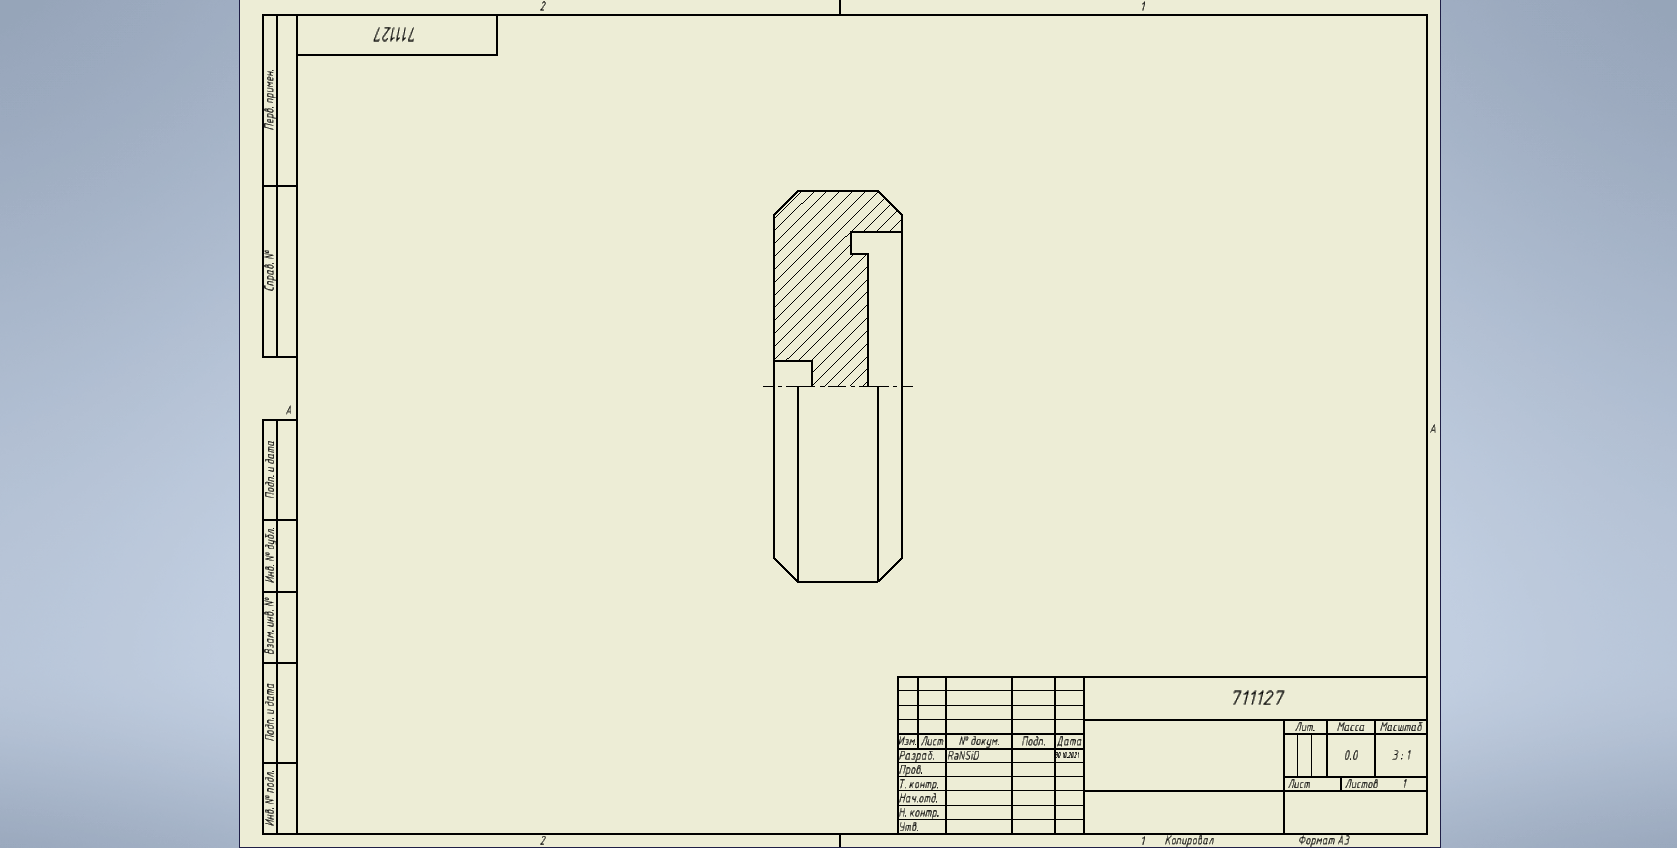 2
1
711127
Перв. примен.
Справ. №
А
А
Подп. и дата
Инв. № дубл.
Взам. инв. №
Подп. и дата
Инв. № подл.
711127
Лит.
Масса
Масштаб
Изм.
Лист
№ докум.
Подп.
Дата
Разраб.
RaNSiD
30.10.2021
0.0
3 : 1
Пров.
Т. контр.
Лист
Листов
1
Нач.отд.
Н. контр.
Утв.
2
1
Копировал
Формат А3